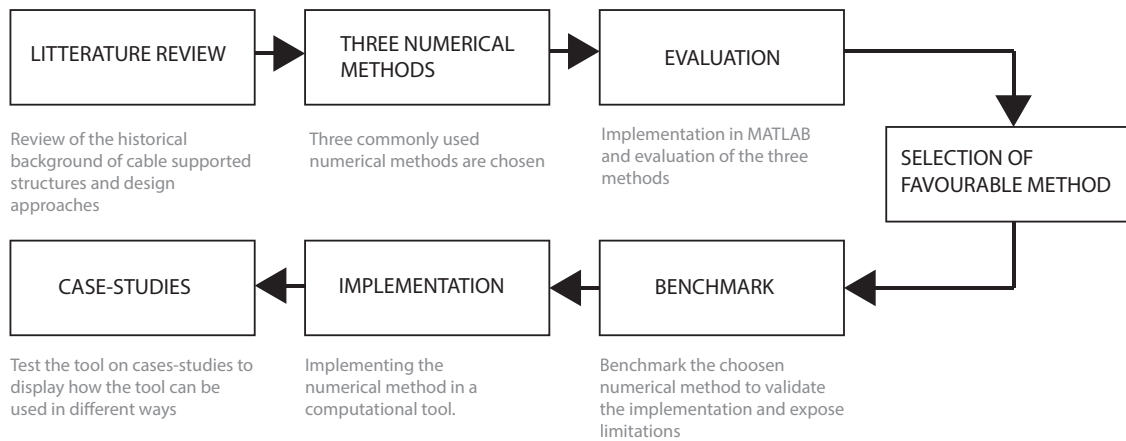 LITTERATURE REVIEW
Review of the historical
background of cable supported
structures and design
approaches
THREE NUMERICAL
METHODS
Three commonly used
numerical methods are chosen
EVALUATION
Implementation in MATLAB
and evaluation of the three
methods
SELECTION OF
FAVOURABLE METHOD
BENCHMARK
Benchmark the choosen
numerical method to validate
the implementation and expose
limitations
IMPLEMENTATION
Implementing the
numerical method in a
computational tool.
CASE-STUDIES
Test the tool on cases-studies to
display how the tool can be
used in different ways